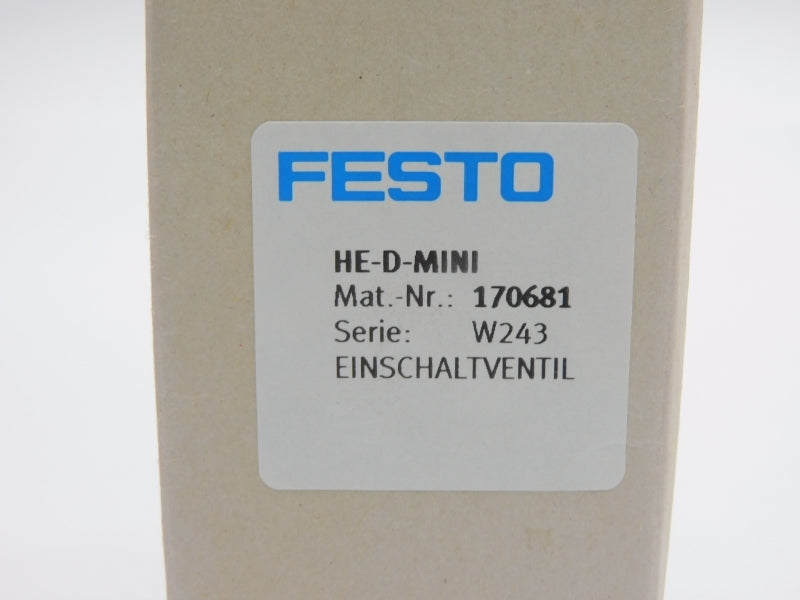 FESTO
HE-D-MINI
Mat.-Nr.: 170681
Serie: W243
EINSCHALTVENTIL